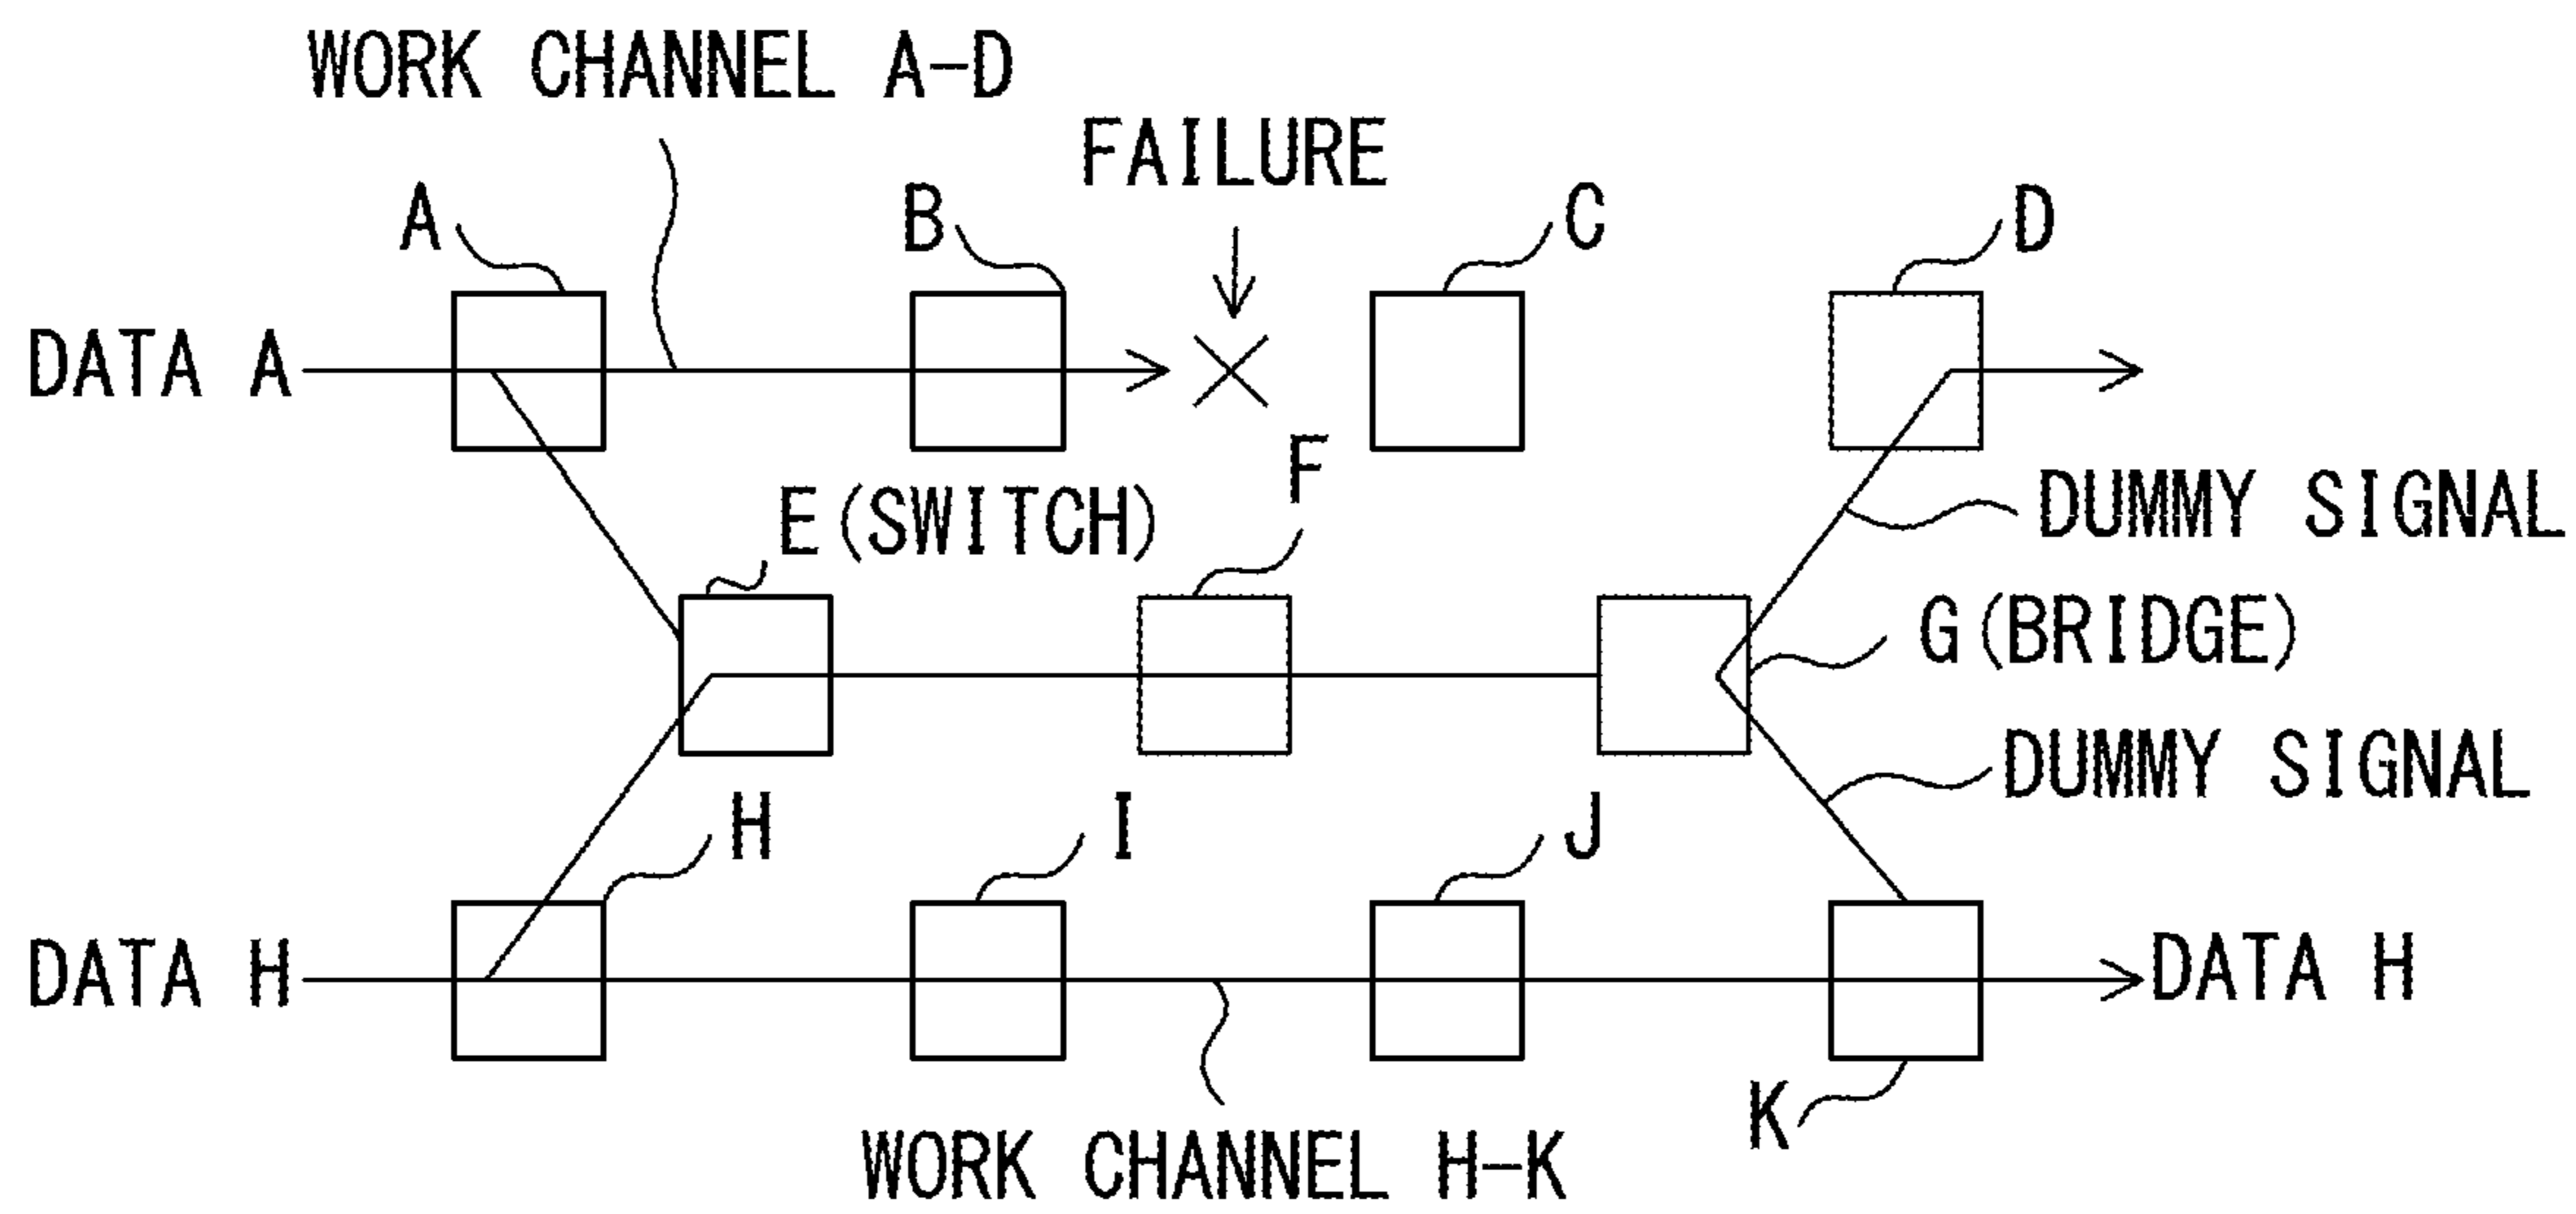 WORK CHANNEL A-D
FAILURE
A
B
C
D
DATA A
F
E(SWITCH)
DUMMY SIGNAL
G(BRIDGE)
DUMMY SIGNAL
H
I
J
DATA H
DATA H
K
WORK CHANNEL H-K